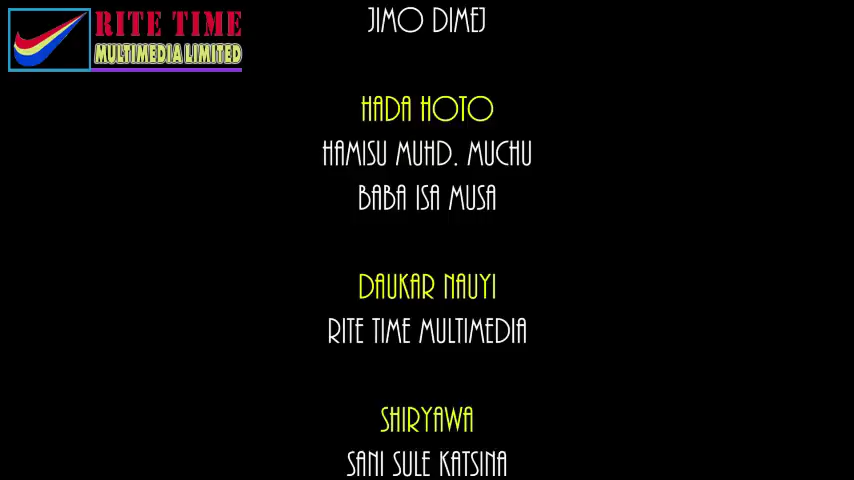 RITE TIME
MULTIMEDIA LIMITED
JIMO DIMEJ
HADA HOTO
HAMISU MUHD. MUCHU
BABA ISA MUSA
DAUKAR NAUYI
RITE TIME MULTIMEDIA
SHIRYAWA
SANI SULE KATSINA